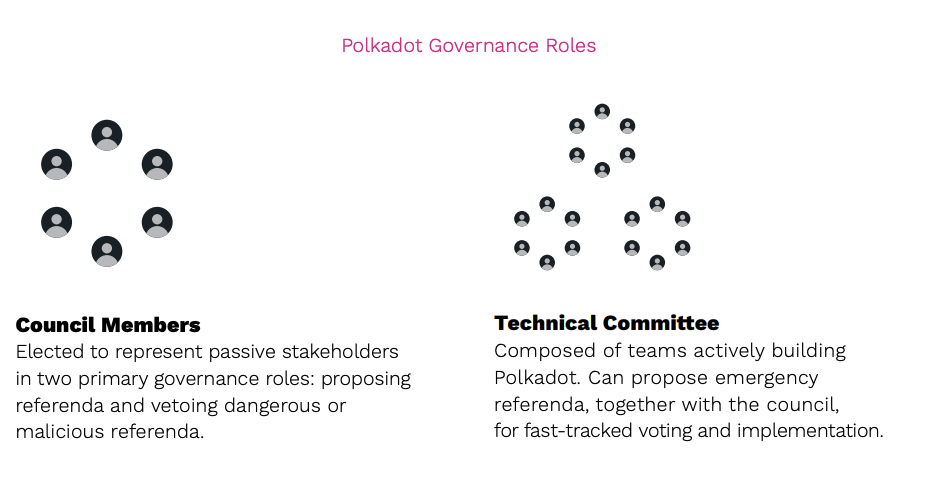 Polkadot Governance Roles
Council Members
Elected to represent passive stakeholders
in two primary governance roles: proposing
referenda and vetoing dangerous or
malicious referenda.
Technical Committee
Composed of teams actively building
Polkadot. Can propose emergency
referenda, together with the council,
for fast-tracked voting and implementation.